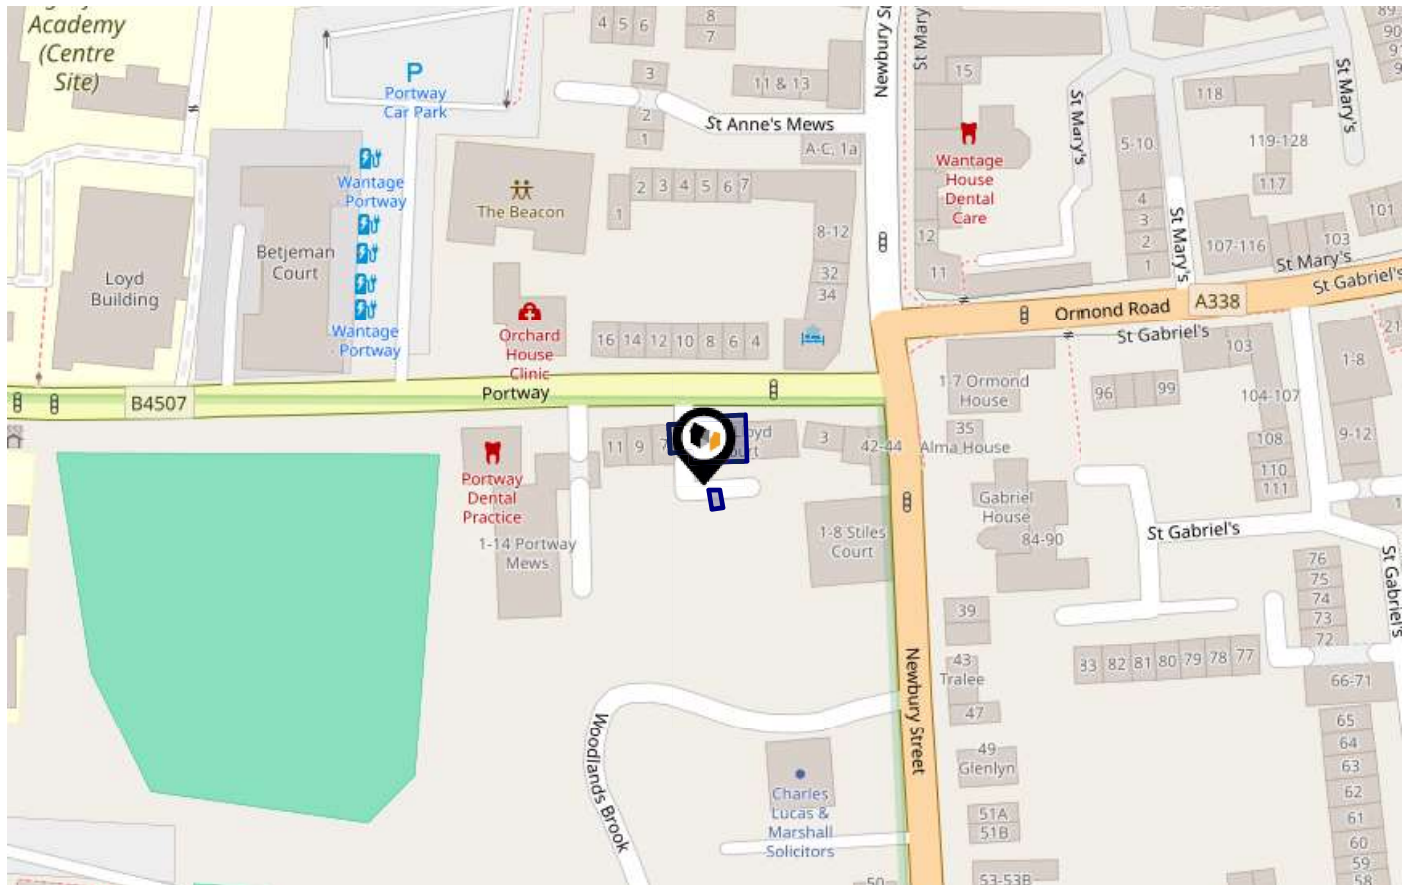 Academy
(Centre
Site)
P
Portway
Car Park
4 5 6
8
7
3
2
1
11 & 13
St Anne's Mews
A-C, 1a
Newbury
St Mary
15
Wantage
House
Dental
Care
12
11
St Mary's
118
5-10
4
3
2
1
119-128
117
St Mary's
101
St Mary's
107-116
103
St Mary's
St Gabriel's
Wantage
Portway
Wantage
Portway
The Beacon
1
2 3 4 5 6 7
8-12
32
34
Betjeman
Court
Loyd
Building
Orchard
House
Clinic
16 14 12 10 8 6 4
Ormond Road
A338
St Gabriel's
B4507
Portway
1-7 Ormond
House
96
99
103
104-107
1-8
21
35
Alma House
108
110
111
9-12
Portway
Dental
Practice
11 9 7
3
42-44
1-14 Portway
Mews
1-8 Stiles
Court
Gabriel
House
84-90
St Gabriel's
St Gabriel's
76
75
74
73
72
66-71
39
43
Tralee
47
83 82 81 80 79 78 77
Newbury Street
Woodlands Brook
49
Glenlyn
51A
51B
53-53B
50
Charles
Lucas &
Marshall
Solicitors
65
64
63
62
61
60
59
58